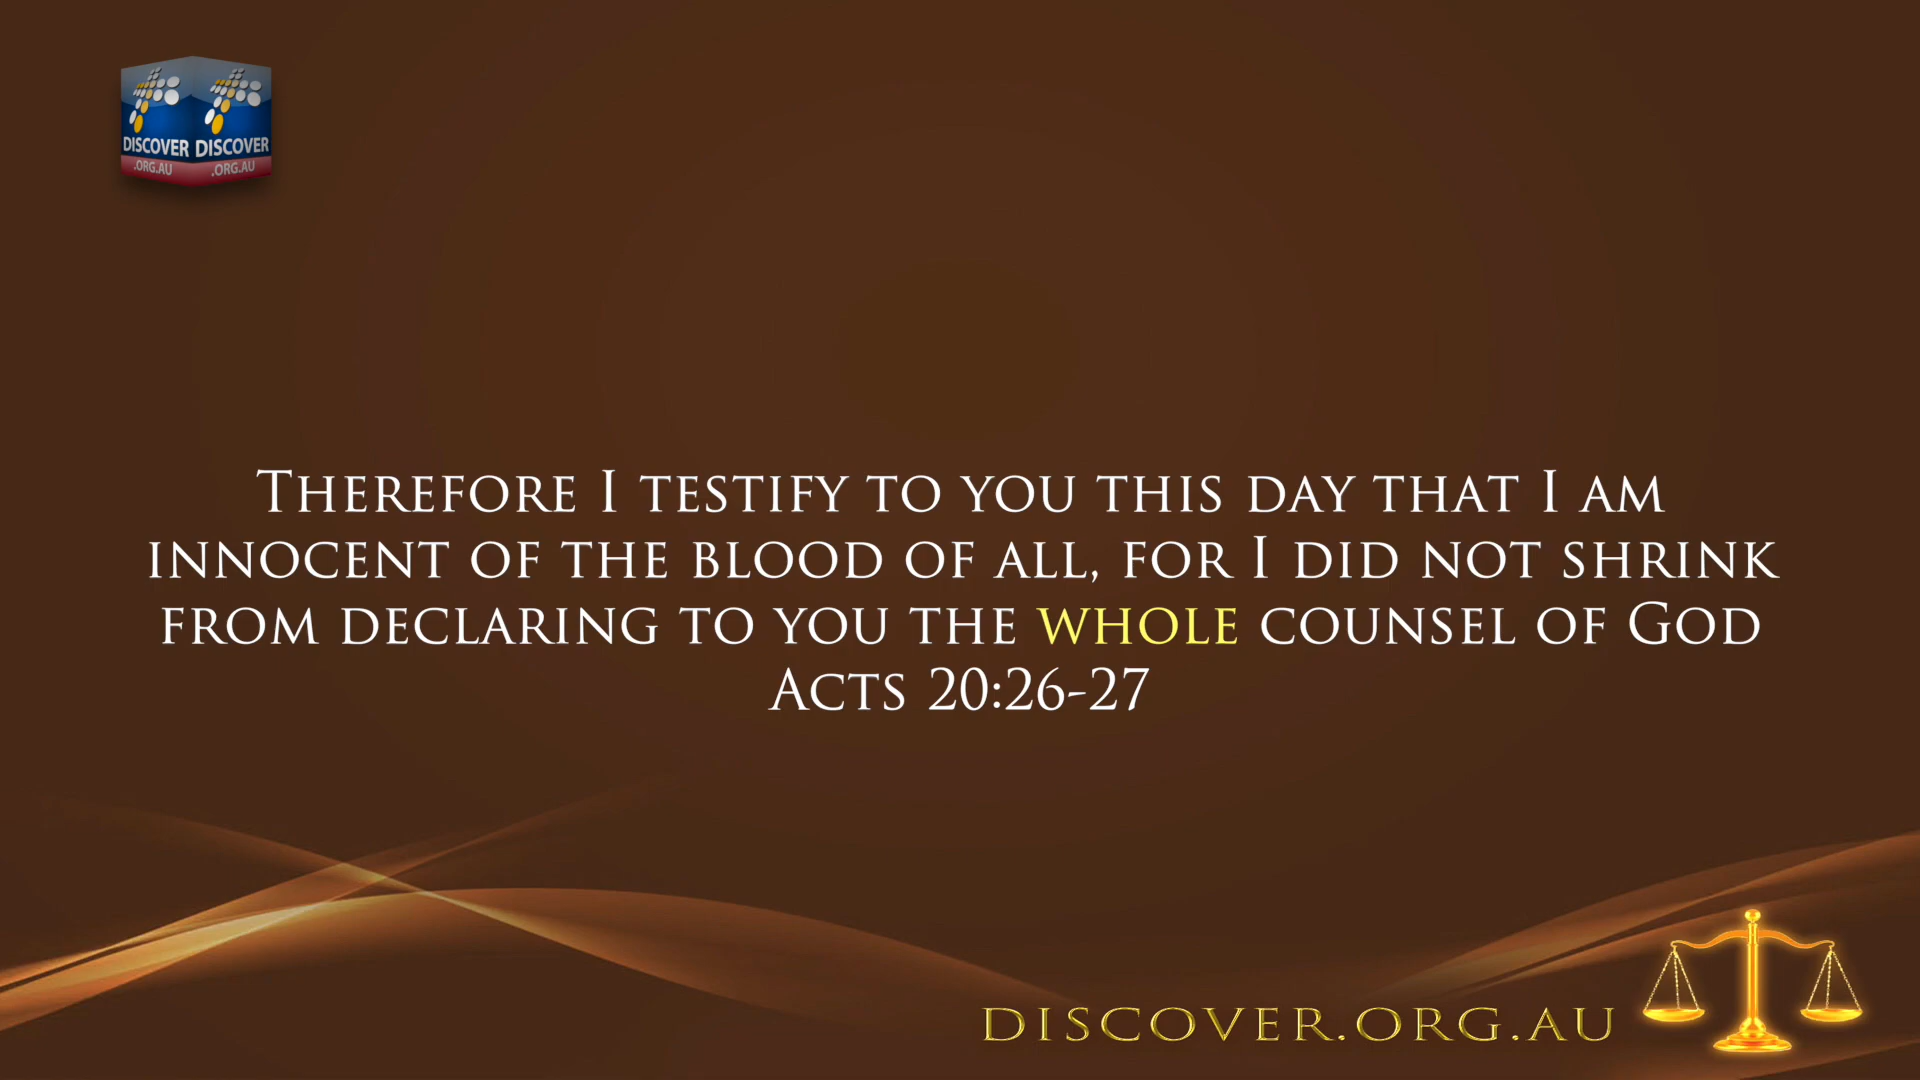 DISCOVER DISCOVER
.ORG.AU .ORG.AU
Therefore I testify to you this day that I am
innocent of the blood of all, for I did not shrink
from declaring to you the whole counsel of God
Acts 20:26-27
DISCOVER.ORG.AU